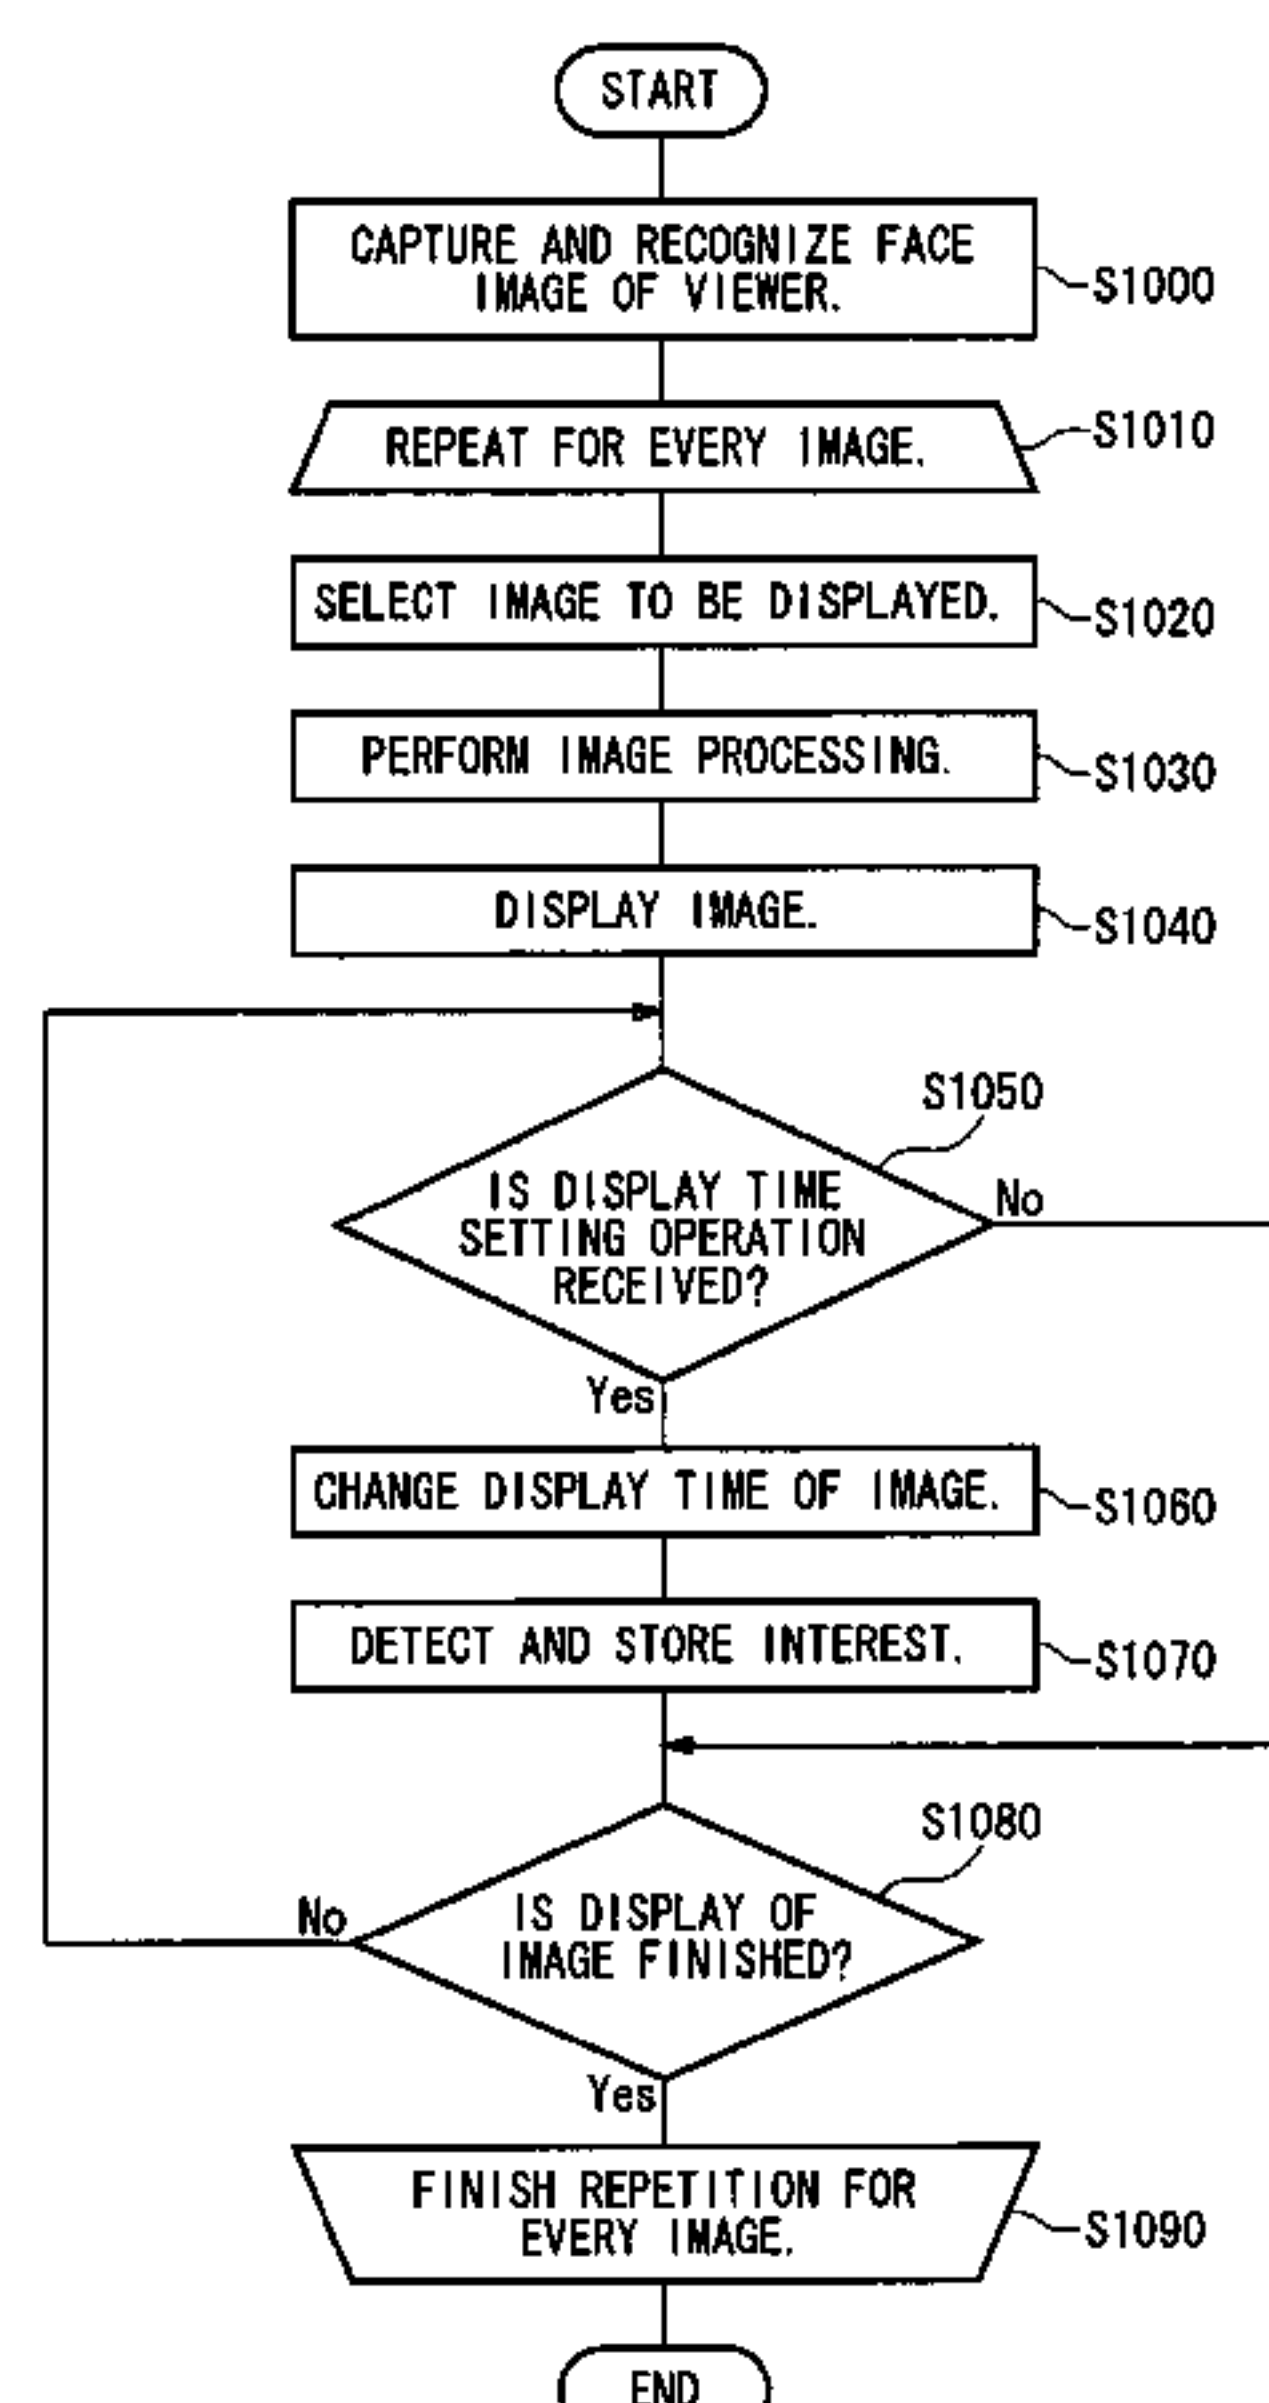 START
CAPTURE AND RECOGNIZE FACE
IMAGE OF VIEWER.
S1000
REPEAT FOR EVERY IMAGE.
S1010
SELECT IMAGE TO BE DISPLAYED.
S1020
PERFORM IMAGE PROCESSING.
S1030
DISPLAY IMAGE.
S1040
S1050
IS DISPLAY TIME
SETTING OPERATION
RECEIVED?
No
Yes
CHANGE DISPLAY TIME OF IMAGE.
S1060
DETECT AND STORE INTEREST.
S1070
S1080
IS DISPLAY OF
IMAGE FINISHED?
No
Yes
FINISH REPETITION FOR
EVERY IMAGE.
S1090
END